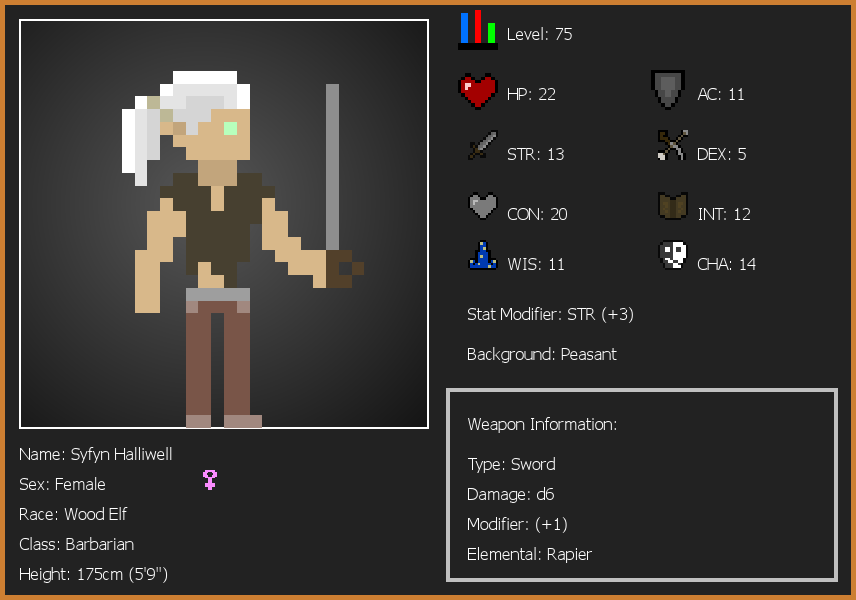 Level: 75
HP: 22
AC: 11
STR: 13
DEX: 5
CON: 20
INT: 12
WIS: 11
CHA: 14
Stat Modifier: STR (+3)
Background: Peasant
Weapon Information:
Type: Sword
Damage: d6
Modifier: (+1)
Elemental: Rapier
Name: Syfyn Halliwell
Sex: Female
Race: Wood Elf
Class: Barbarian
Height: 175cm (5'9")